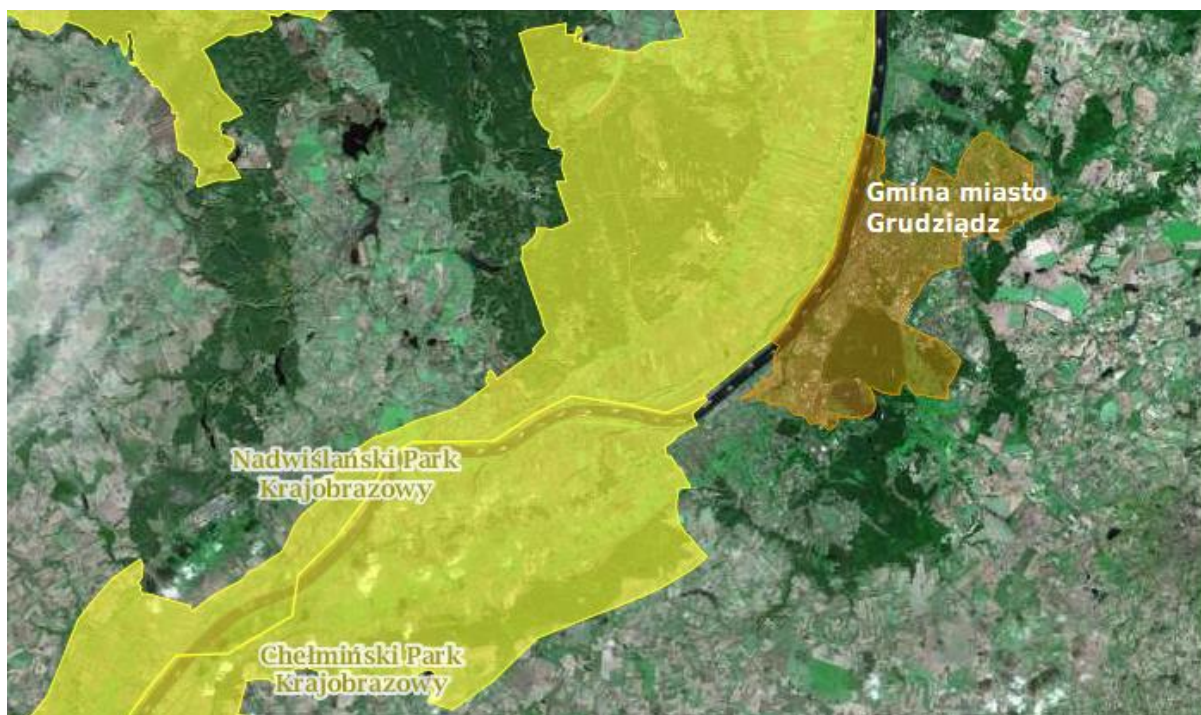 Gmina miasto
Grudziądz
Nadwiślański Park
Krajobrazowy
Chełmiński Park
Krajobrazowy